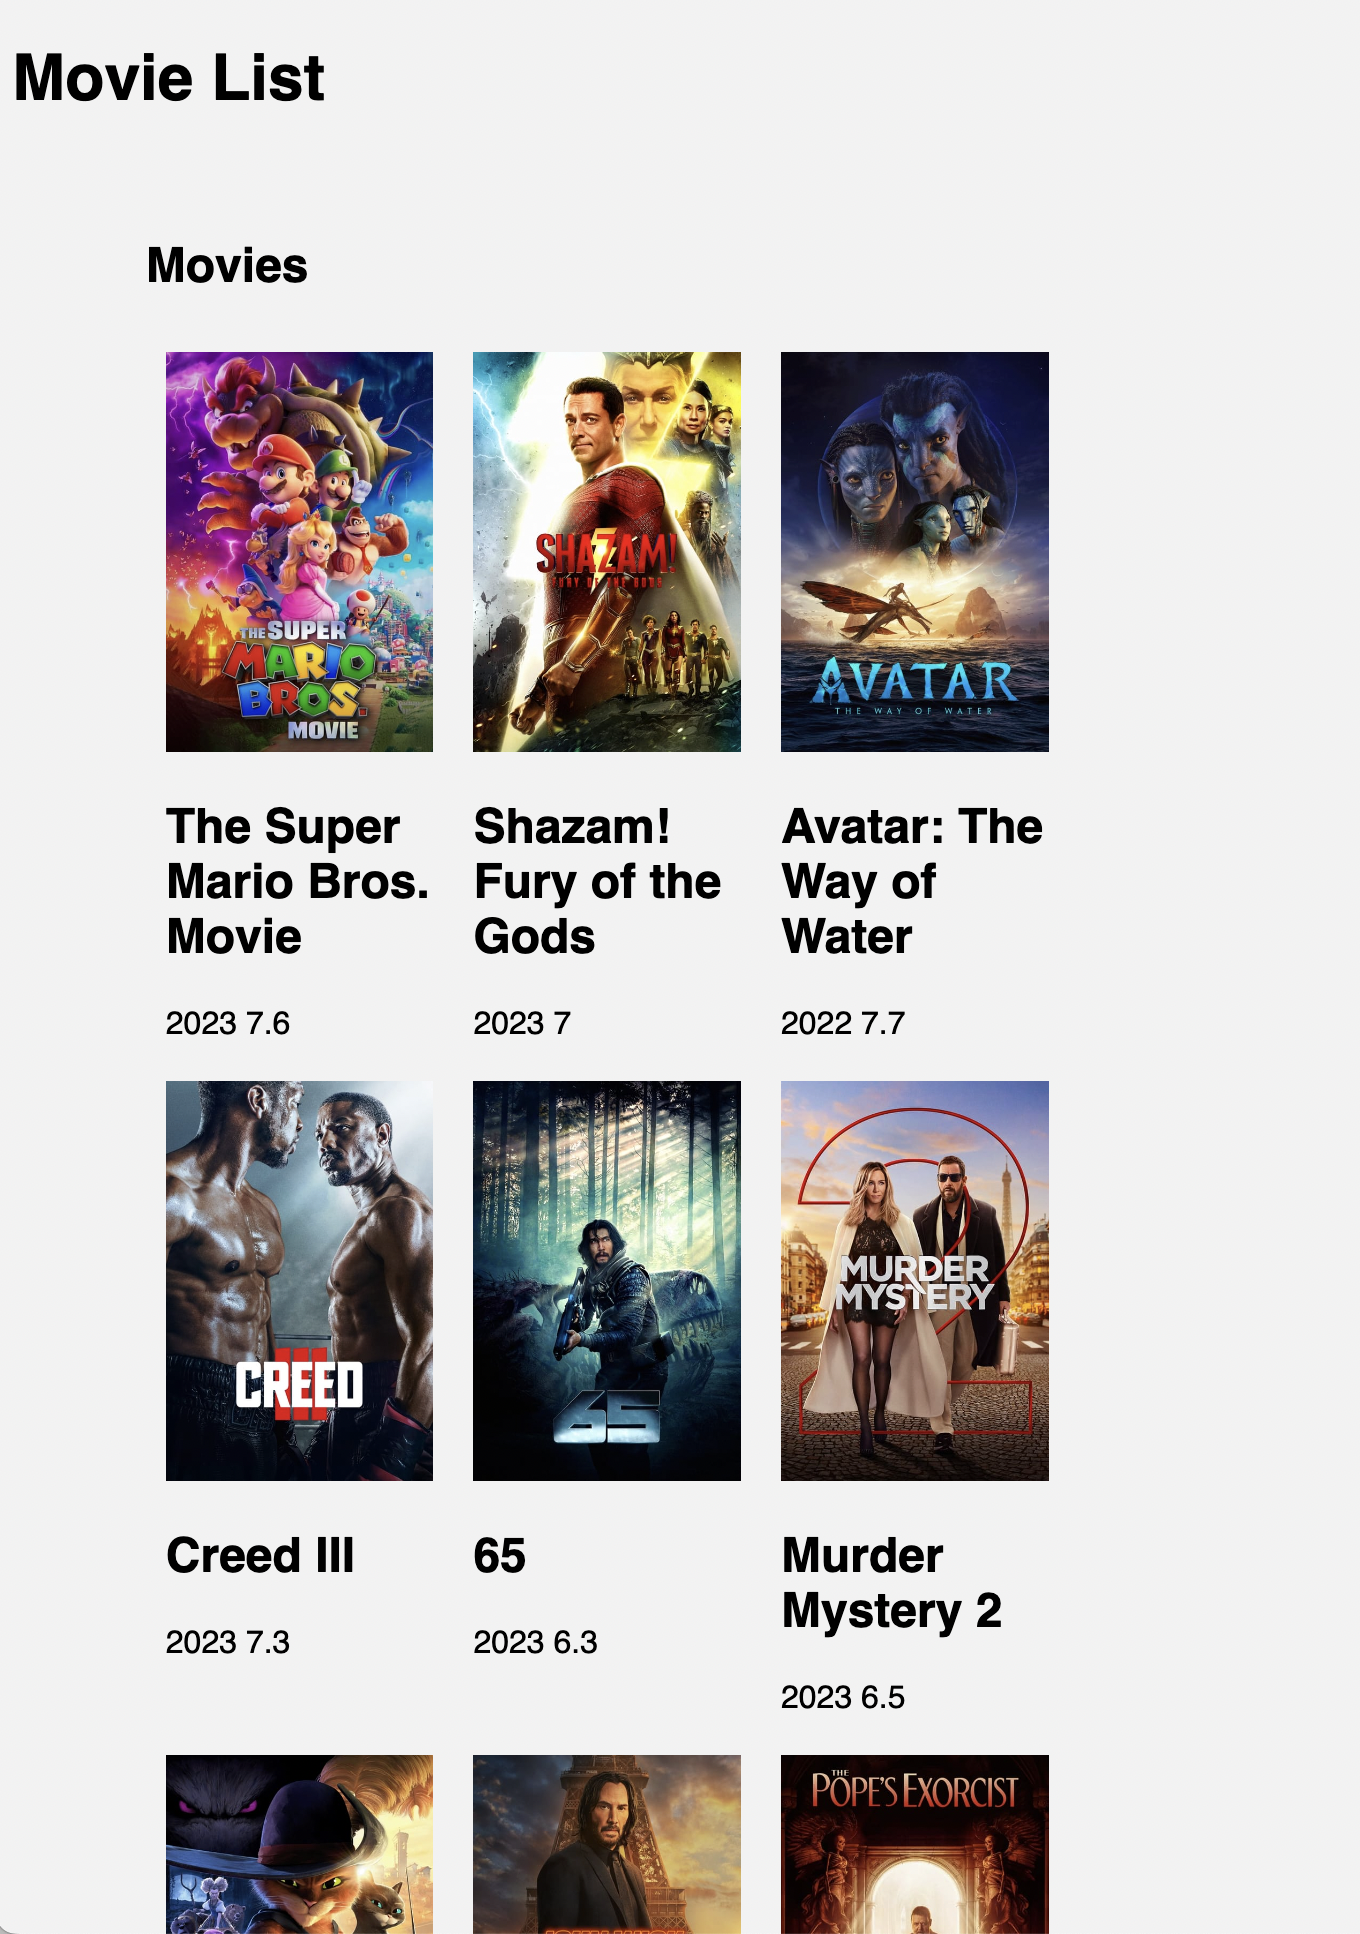 Movie List
Movies
THE SUPER
MARIO
BROS.
MOVIE
SHAZAM!
FURY OF THE GODS
AVATAR
THE WAY OF WATER
The Super
Mario Bros.
Movie
Shazam!
Fury of the
Gods
Avatar: The
Way of
Water
2023 7.6
2023 7
2022 7.7
CREED
III
65
2
MURDER
MYSTERY
Creed III
65
Murder
Mystery 2
2023 7.3
2023 6.3
2023 6.5
THE
POPE'S EXORCIST